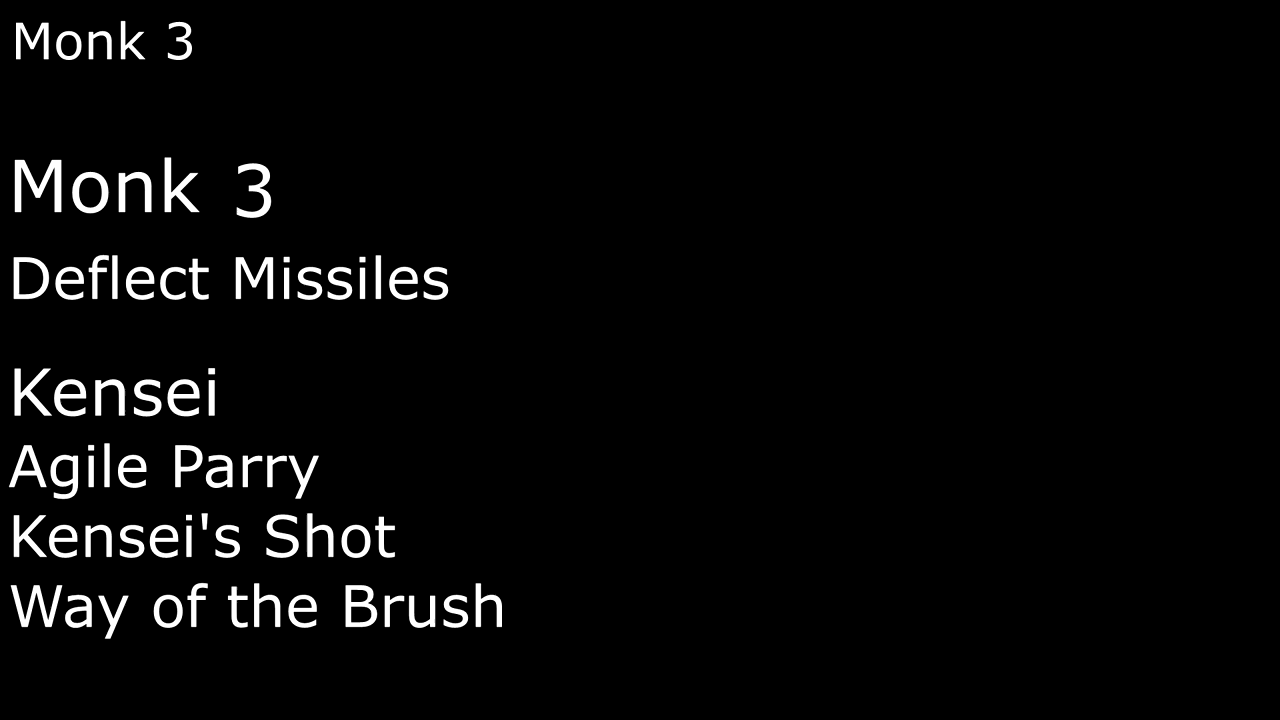 Monk 3
Monk 3
Deflect Missiles
Kensei
Agile Parry
Kensei's Shot
Way of the Brush